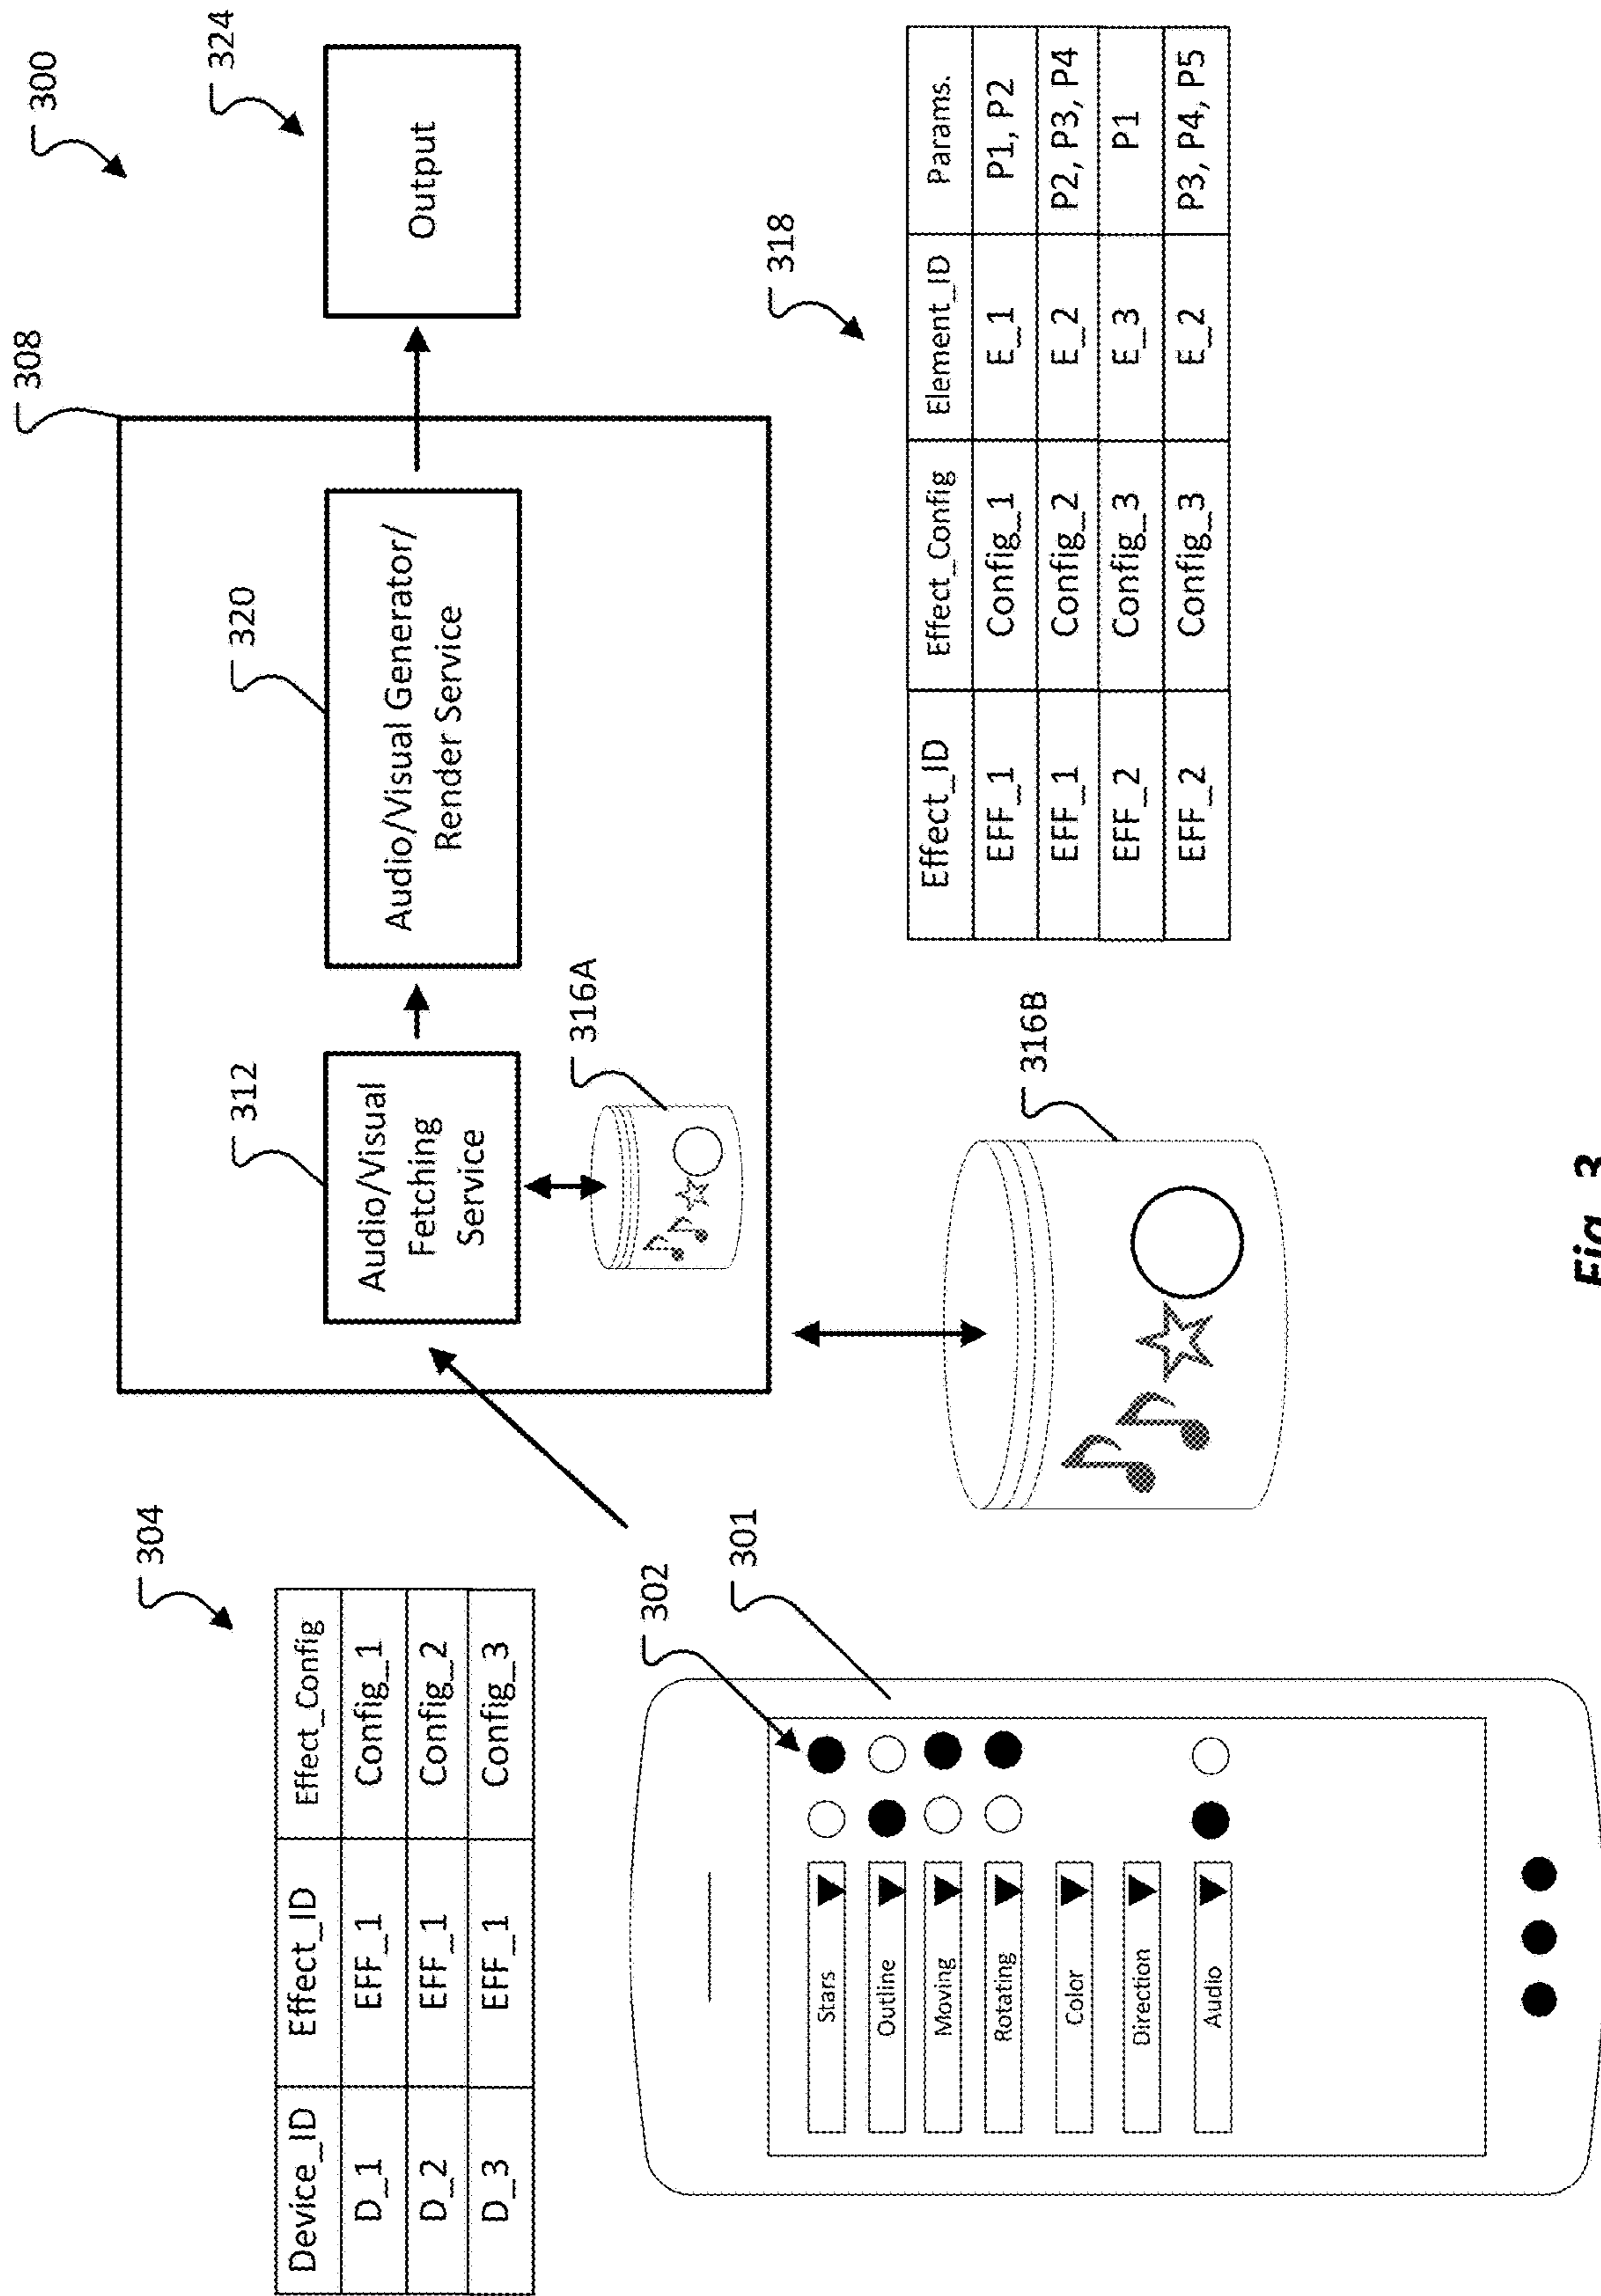 300
304
Device_ID Effect_ID Effect_Config
D_1 EFF_1 Config_1
D_2 EFF_1 Config_2
D_3 EFF_1 Config_3
308
312
Audio/Visual
Fetching
Service
320
Audio/Visual Generator/
Render Service
324
Output
316A
302
301
Stars
Outline
Moving
Rotating
Color
Direction
Audio
316B
318
Effect_ID Effect_Config Element_ID Params.
EFF_1 Config_1 E_1 P1, P2
EFF_1 Config_2 E_2 P2, P3, P4
EFF_2 Config_3 E_3 P1
EFF_2 Config_3 E_2 P3, P4, P5
Fig. 3